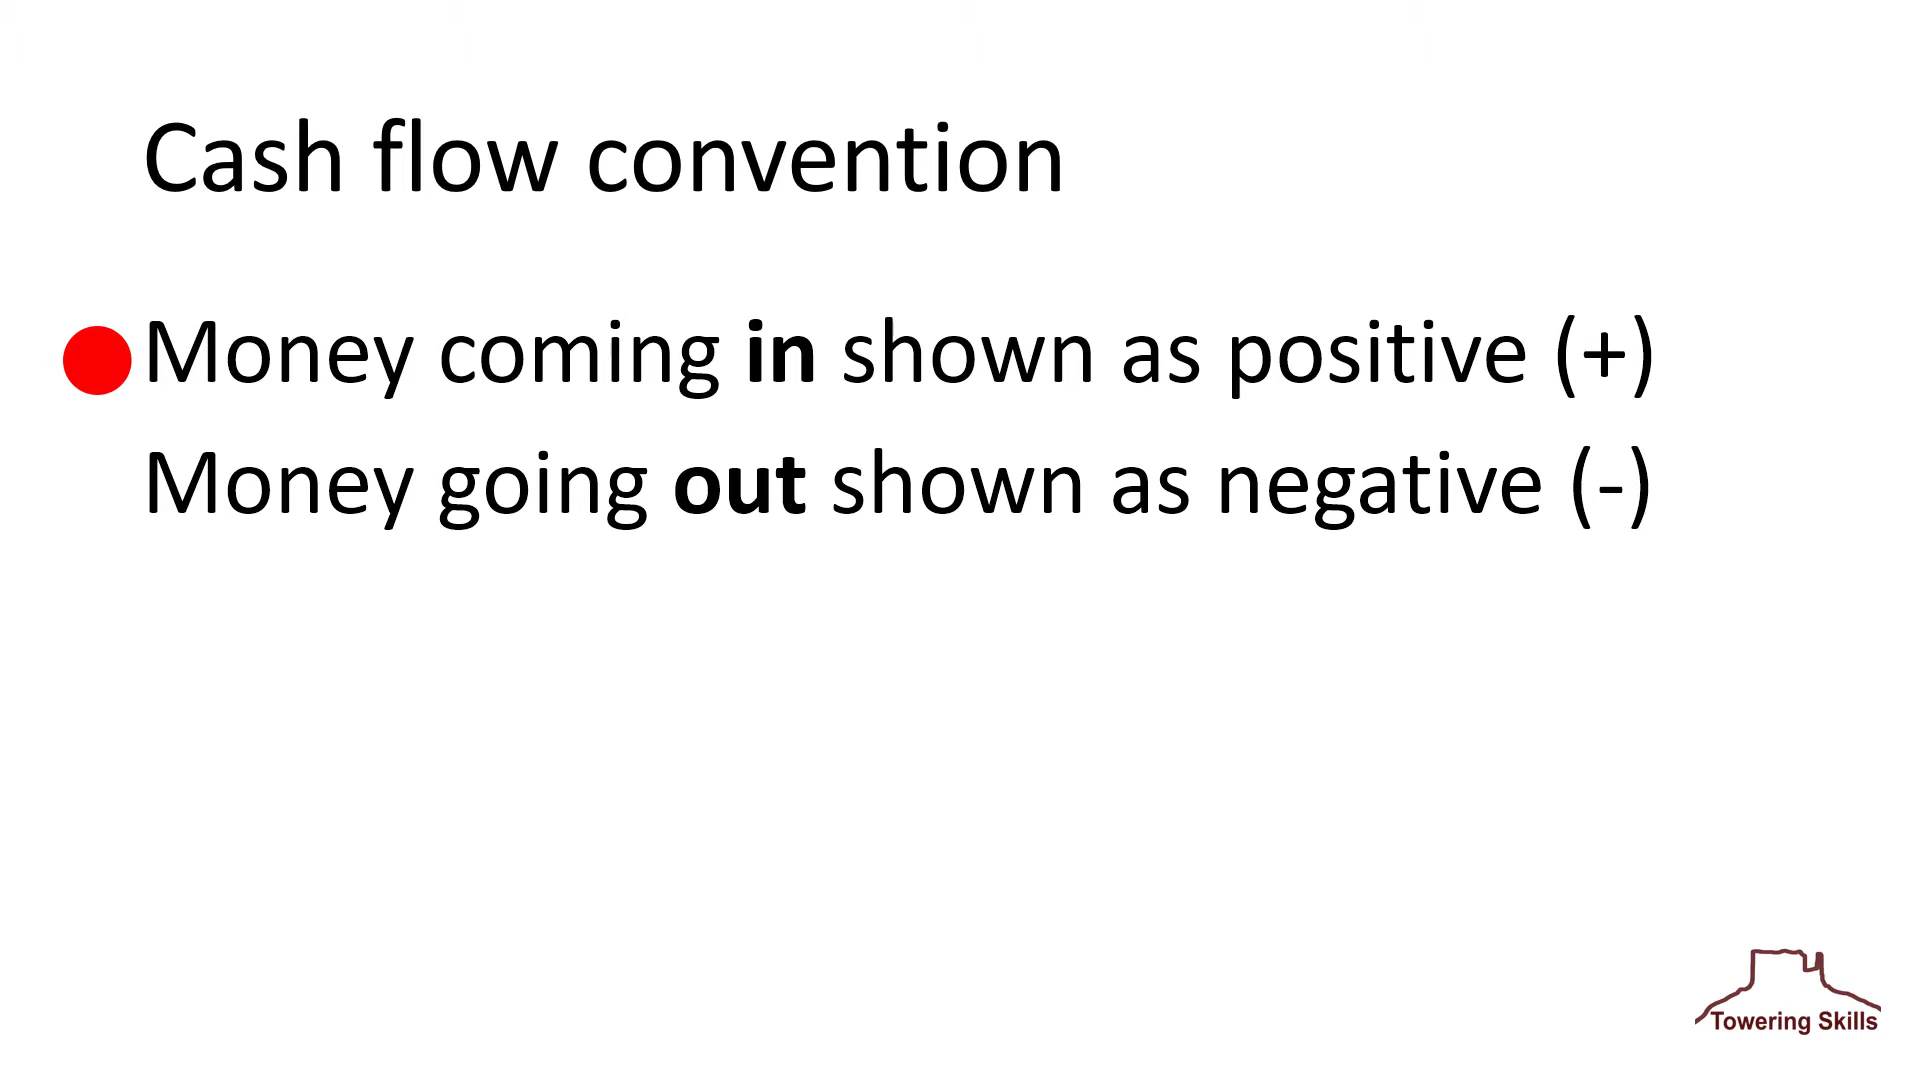 Cash flow convention
Money coming in shown as positive (+)
Money going out shown as negative (-)
Towering Skills